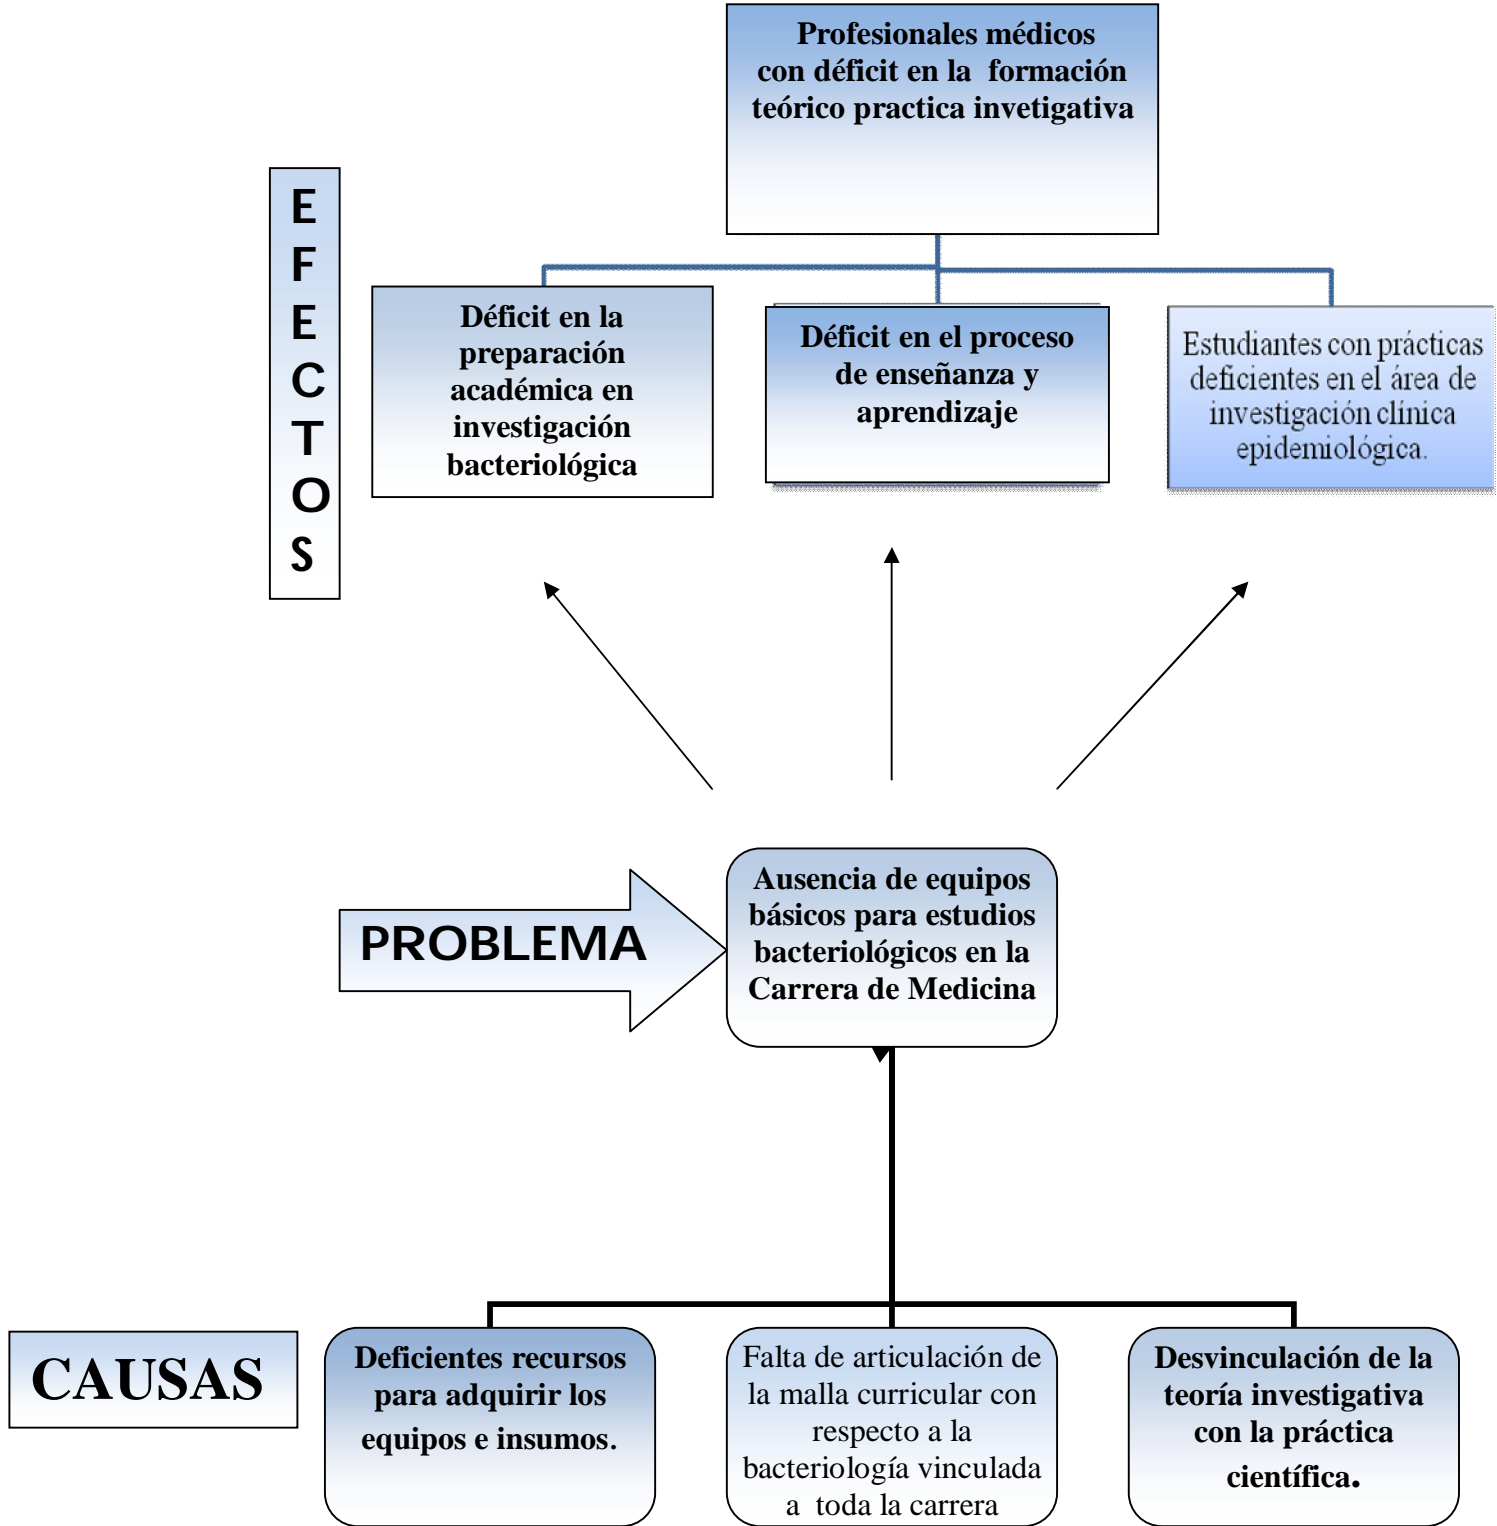 Profesionales médicos
con déficit en la formación
teórico practica invetigativa
E
F
E
C
T
O
S
Déficit en la
preparación
académica en
investigación
bacteriológica
Déficit en el proceso
de enseñanza y
aprendizaje
Estudiantes con prácticas
deficientes en el área de
investigación clínica
epidemiológica.
PROBLEMA
Ausencia de equipos
básicos para estudios
bacteriológicos en la
Carrera de Medicina
CAUSAS
Deficientes recursos
para adquirir los
equipos e insumos.
Falta de articulación de
la malla curricular con
respecto a la
bacteriología vinculada
a toda la carrera
Desvinculación de la
teoría investigativa
con la práctica
científica.